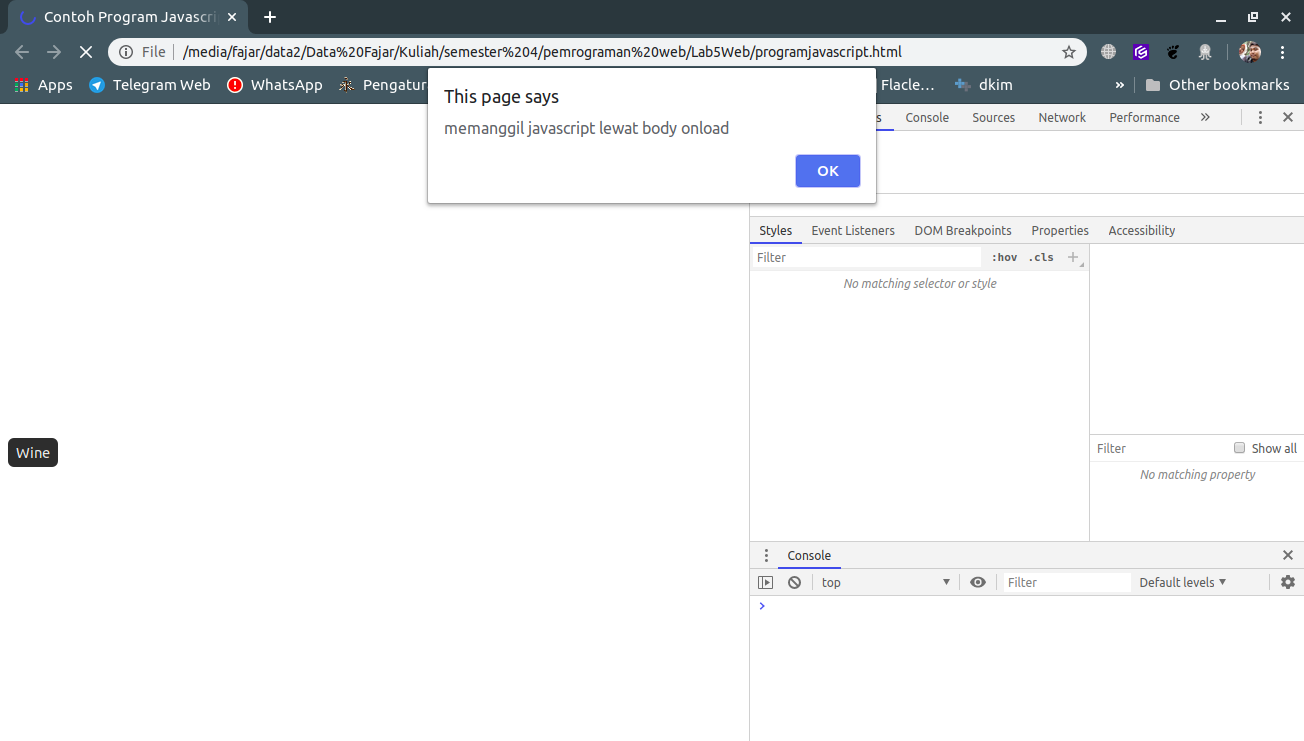 Contoh Program Javascri
File /media/fajar/data2/Data%20Fajar/Kuliah/semester%204/pemrograman%20web/Lab5Web/programjavascript.html
Apps Telegram Web WhatsApp Pengatur Flacle... dkim » Other bookmarks
This page says
memanggil javascript lewat body onload
OK
s Console Sources Network Performance »
Styles Event Listeners DOM Breakpoints Properties Accessibility
Filter :hov .cls +
No matching selector or style
Filter Show all
No matching property
Wine
Console
top Filter Default levels
>